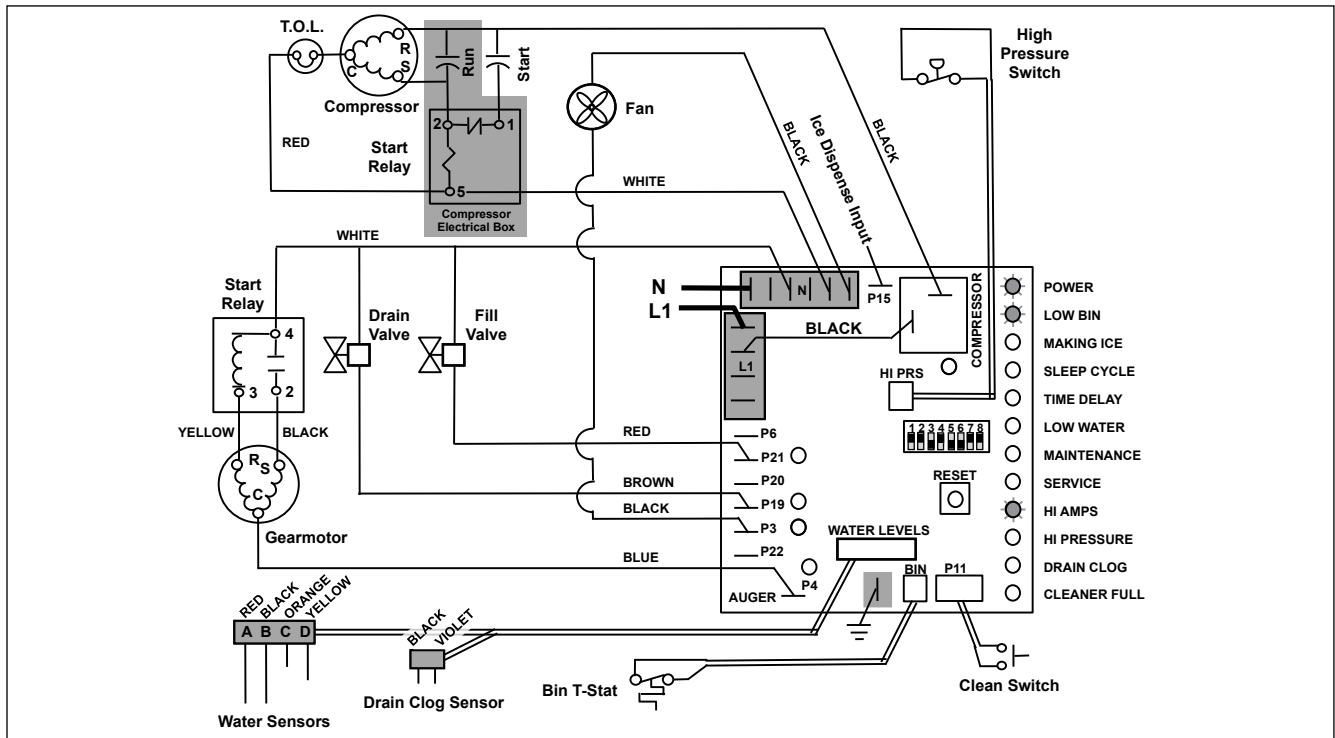 T.O.L.
R
S
C
Compressor
Run
Start
2
1
5
Start
Relay
Compressor
Electrical Box
RED
WHITE
Fan
BLACK
Ice Dispense Input
BLACK
High
Pressure
Switch
WHITE
Start
Relay
4
3
2
Drain
Valve
Fill
Valve
YELLOW
BLACK
R
S
C
Gearmotor
N
L1
N
L1
BLACK
P15
COMPRESSOR
HI PRS
1 2 3 4 5 6 7 8
RESET
RED
BROWN
BLACK
BLUE
P6
P21
P20
P19
P3
P22
P4
AUGER
WATER LEVELS
BIN
P11
POWER
LOW BIN
MAKING ICE
SLEEP CYCLE
TIME DELAY
LOW WATER
MAINTENANCE
SERVICE
HI AMPS
HI PRESSURE
DRAIN CLOG
CLEANER FULL
RED
BLACK
ORANGE
YELLOW
A B C D
Water Sensors
BLACK
VIOLET
Drain Clog Sensor
Bin T-Stat
Clean Switch